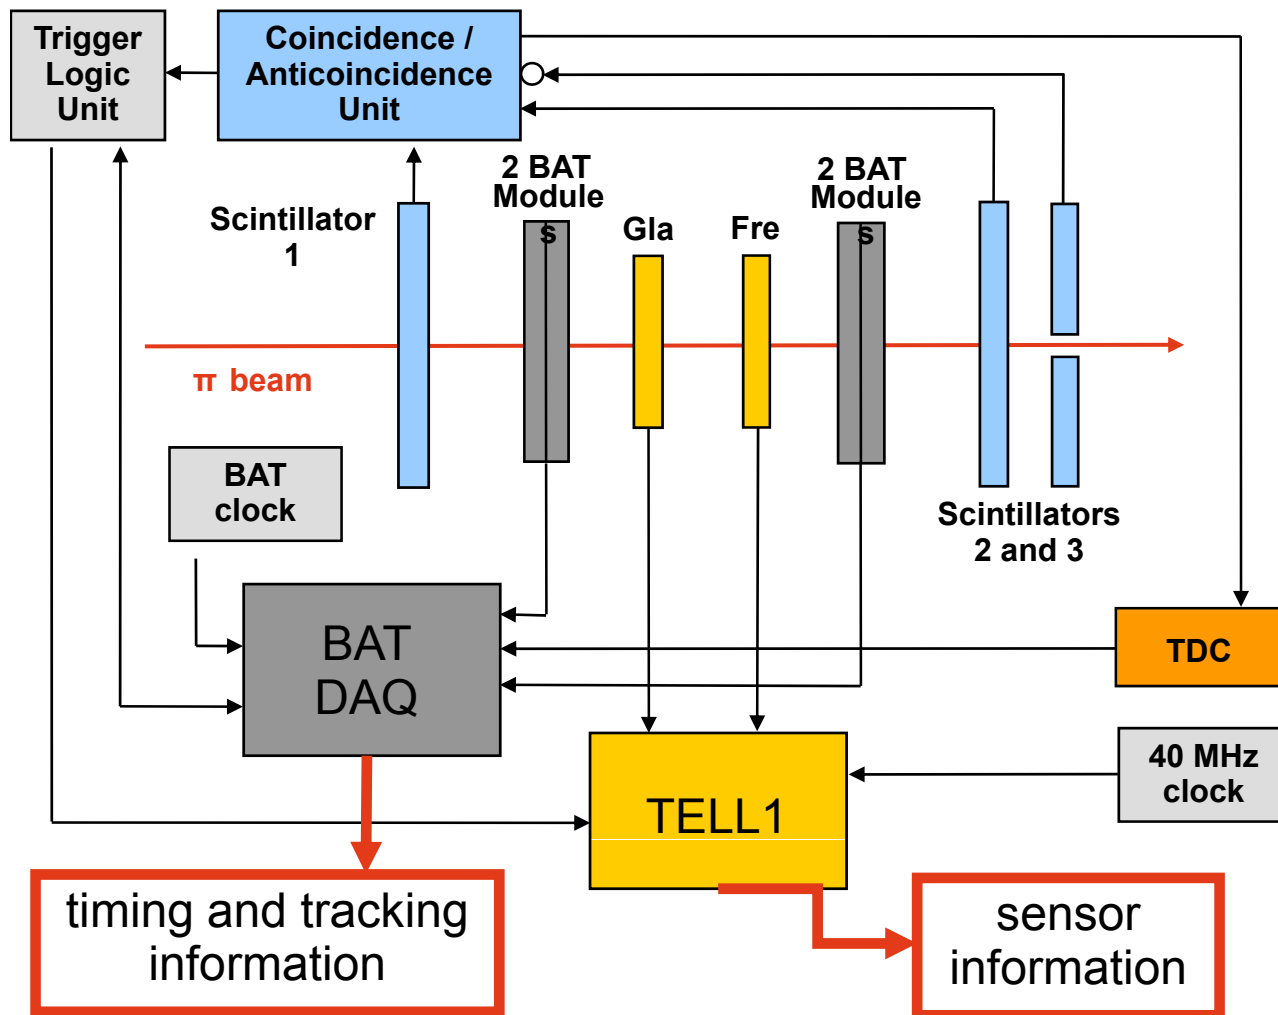 Trigger
Logic
Unit
Coincidence /
Anticoincidence
Unit
2 BAT
Module
s
2 BAT
Module
s
Scintillator
1
Gla
Fre
π beam
BAT
clock
Scintillators
2 and 3
BAT
DAQ
TDC
40 MHz
clock
TELL1
timing and tracking
information
sensor
information